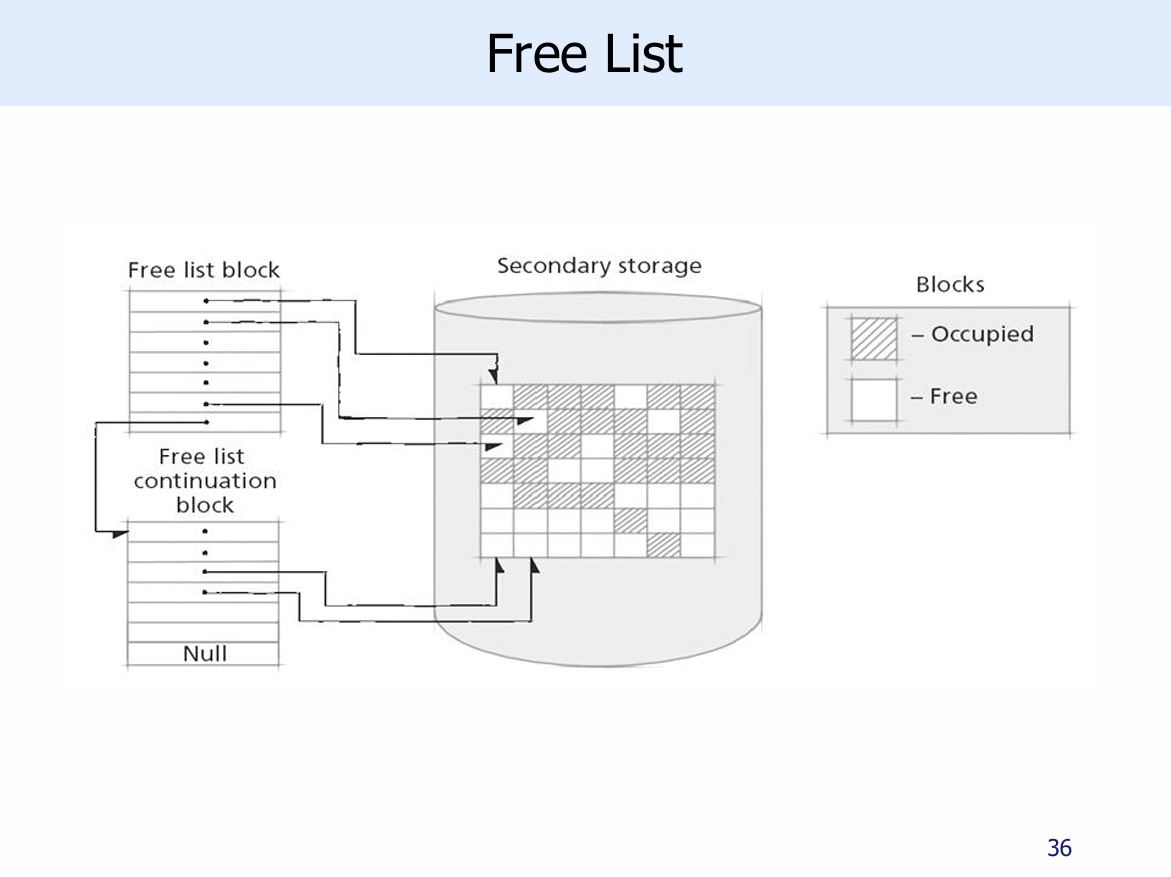 Free List
Free list block
Secondary storage
Blocks
– Occupied
– Free
Free list
continuation
block
Null
36